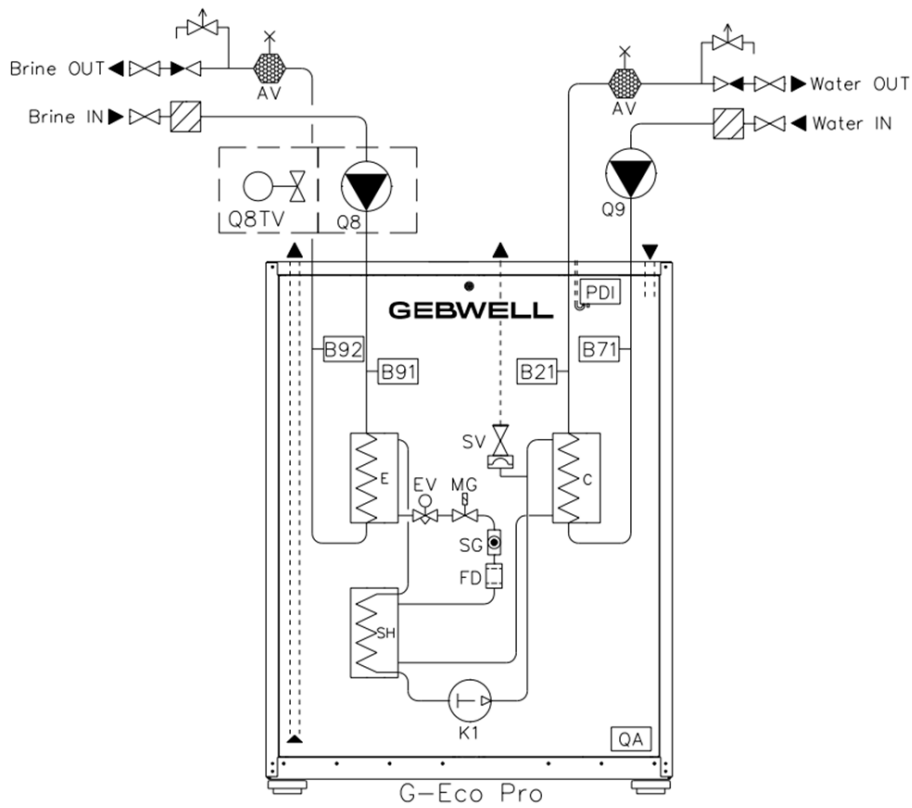 Brine OUT
AV
Water OUT
AV
Brine IN
Water IN
Q8TV
Q8
Q9
PDI
GEBWELL
B92
B91
B21
B71
SV
E
EV
MG
C
SG
FD
SH
K1
QA
G-Eco Pro